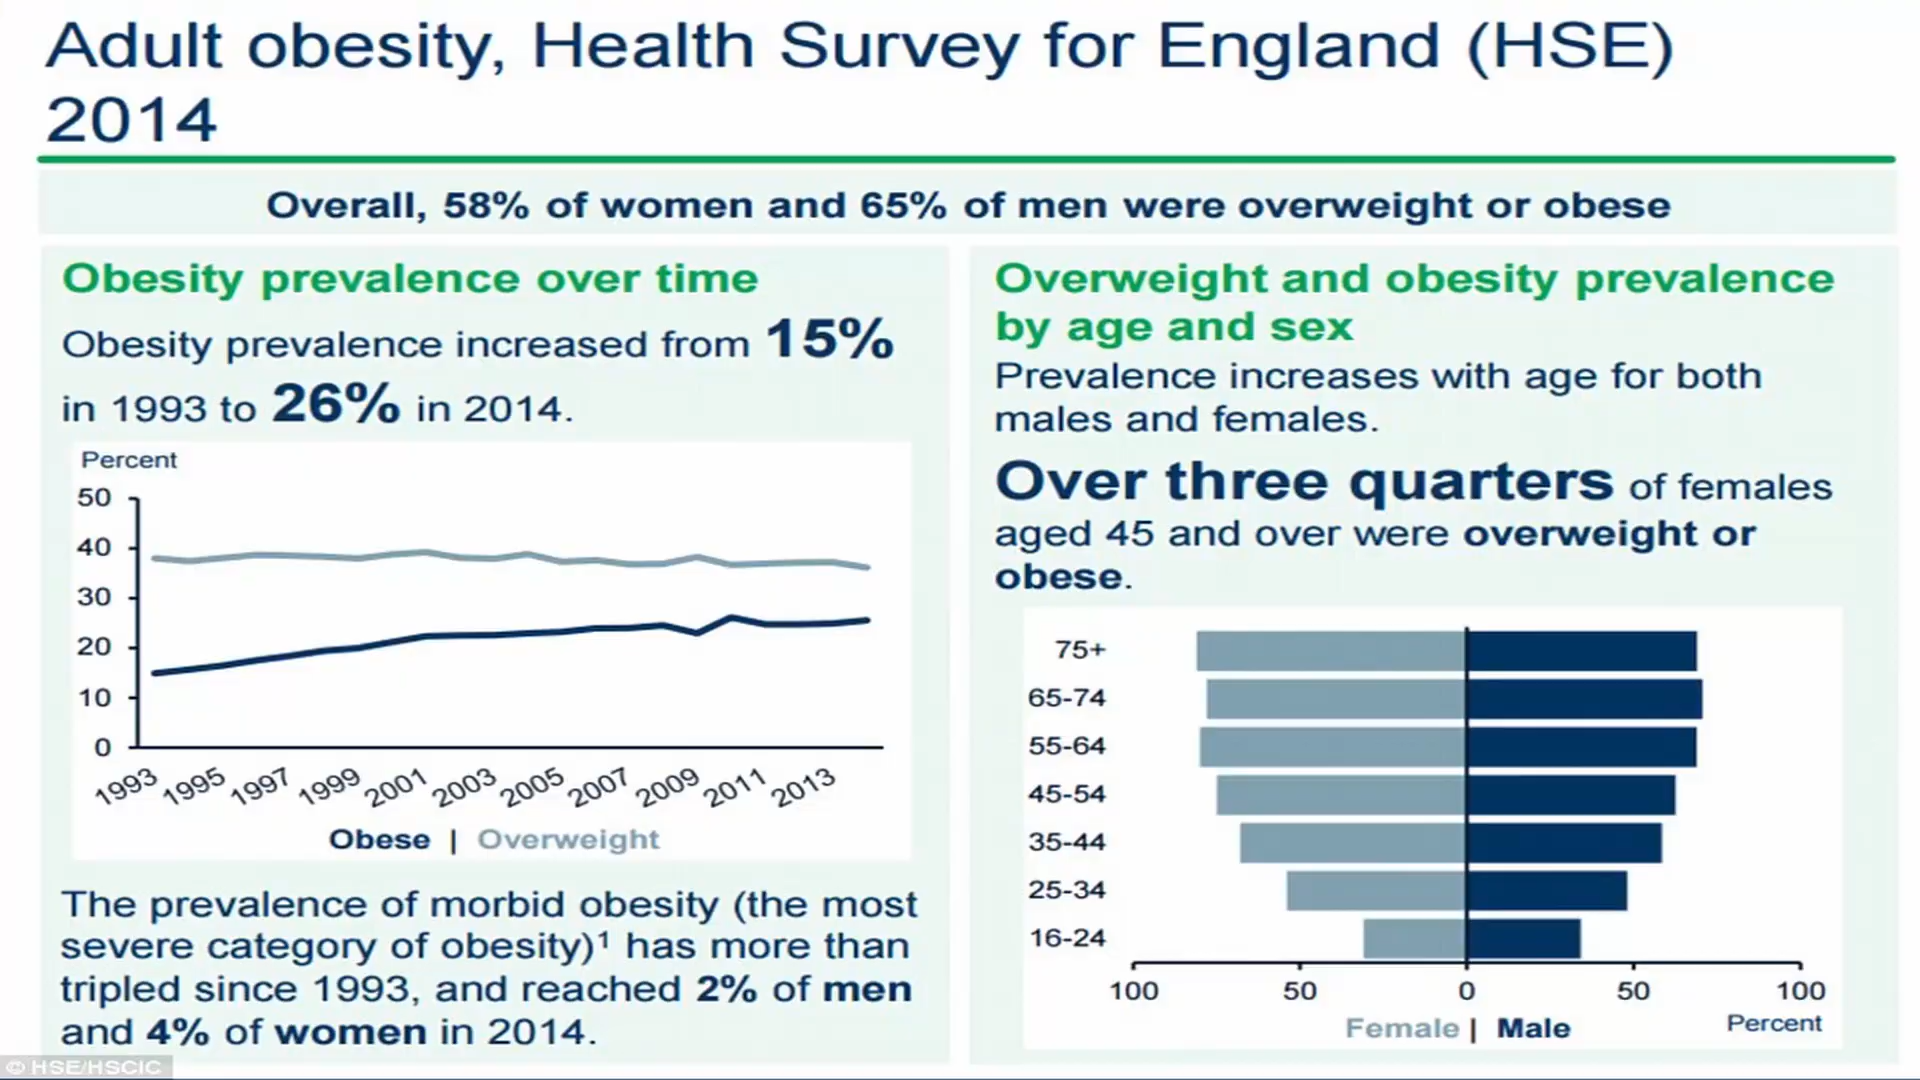 Adult obesity, Health Survey for England (HSE)
2014
Overall, 58% of women and 65% of men were overweight or obese
Obesity prevalence over time
Obesity prevalence increased from 15%
in 1993 to 26% in 2014.
Percent
50
40
30
20
10
0
1993 1995 1997 1999 2001 2003 2005 2007 2009 2011 2013
Obese | Overweight
The prevalence of morbid obesity (the most
severe category of obesity)¹ has more than
tripled since 1993, and reached 2% of men
and 4% of women in 2014.
Overweight and obesity prevalence
by age and sex
Prevalence increases with age for both
males and females.
Over three quarters of females
aged 45 and over were overweight or
obese.
75+
65-74
55-64
45-54
35-44
25-34
16-24
100 50 0 50 100
Female | Male
Percent
© HSE/HSCIC